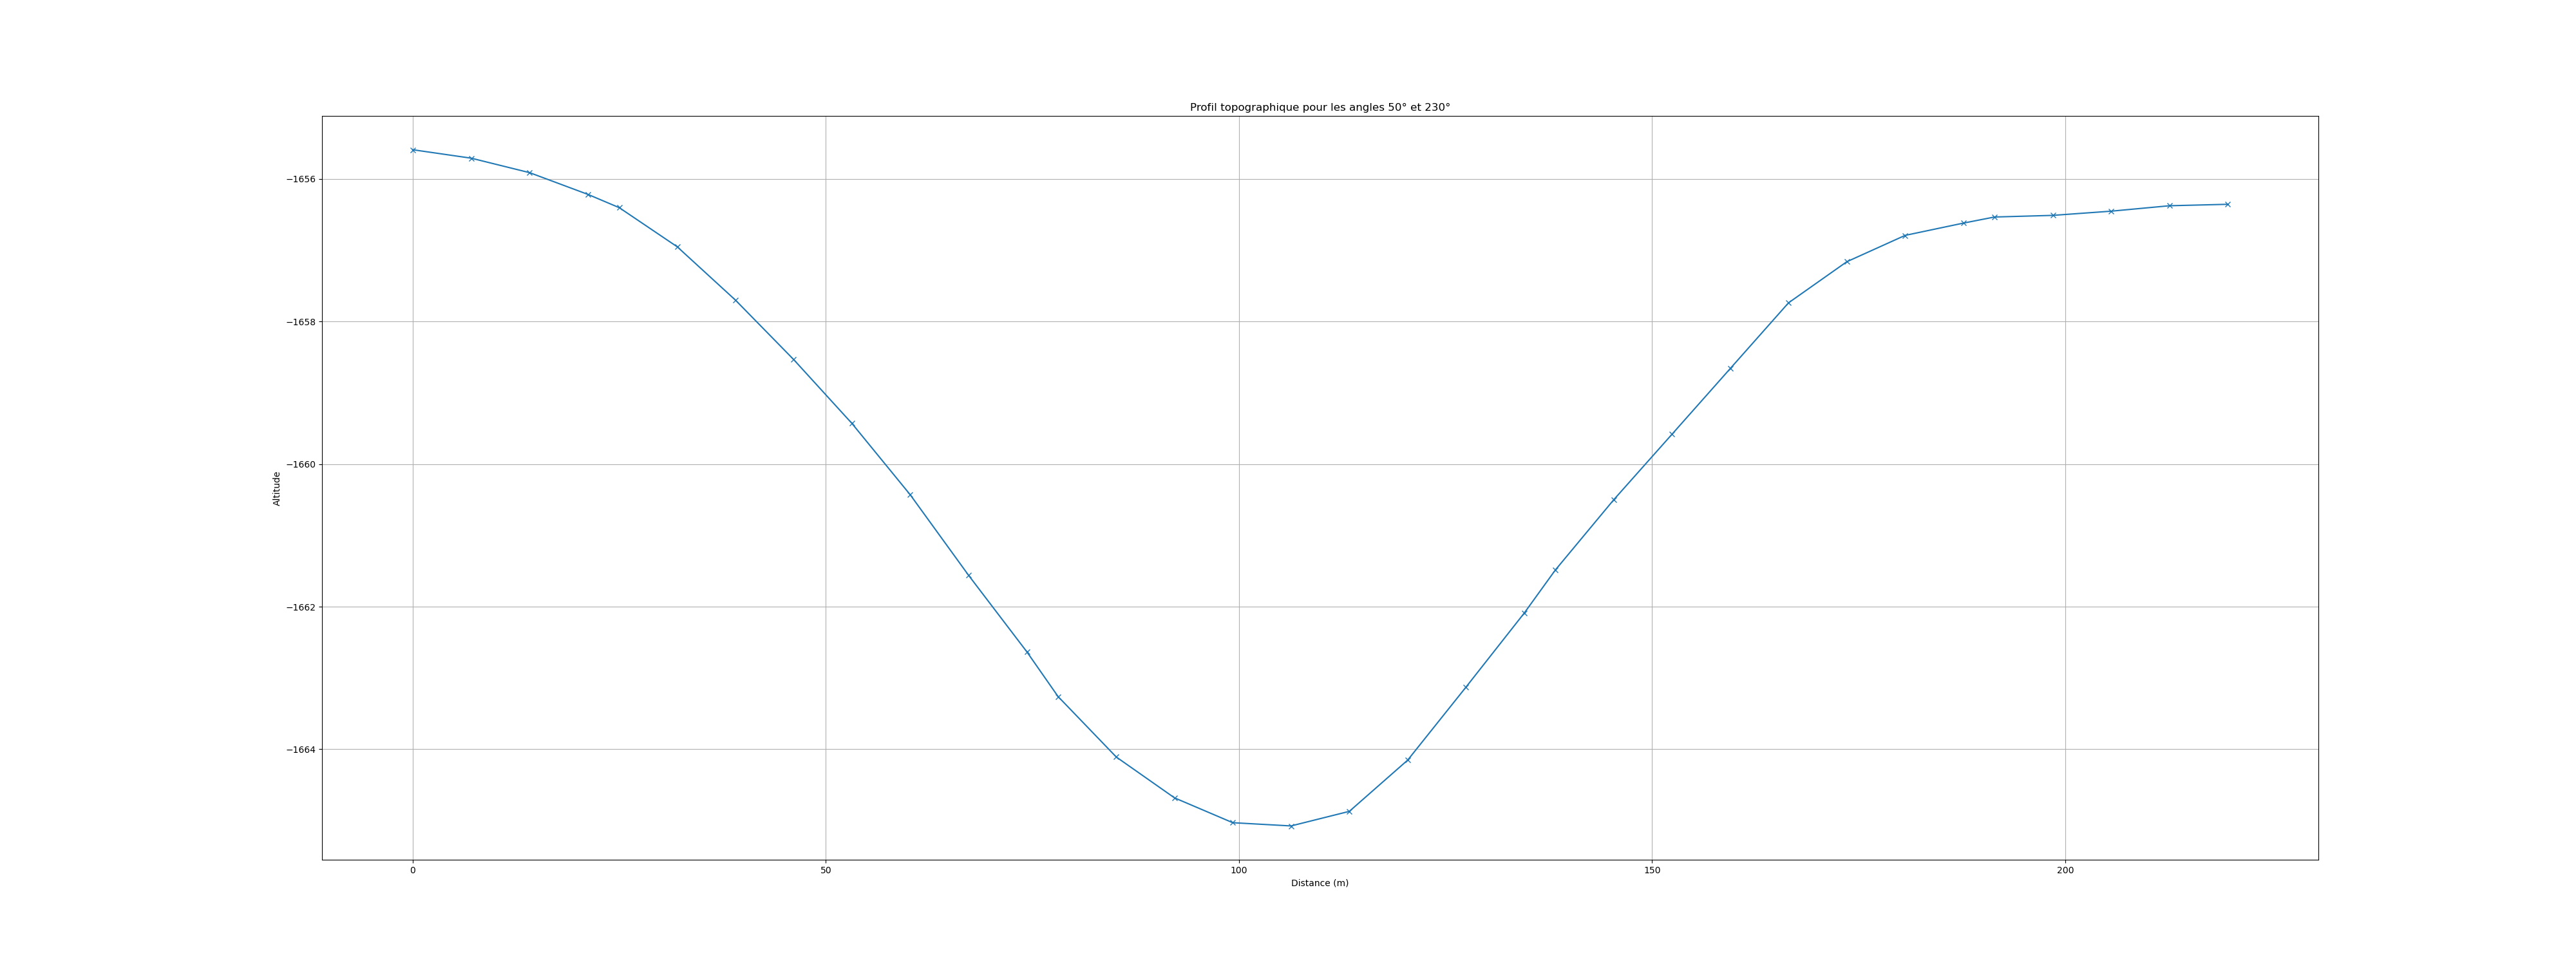 Profil topographique pour les angles 50° et 230°
−1656
−1658
−1660
−1662
−1664
Altitude
0 50 100 150 200
Distance (m)